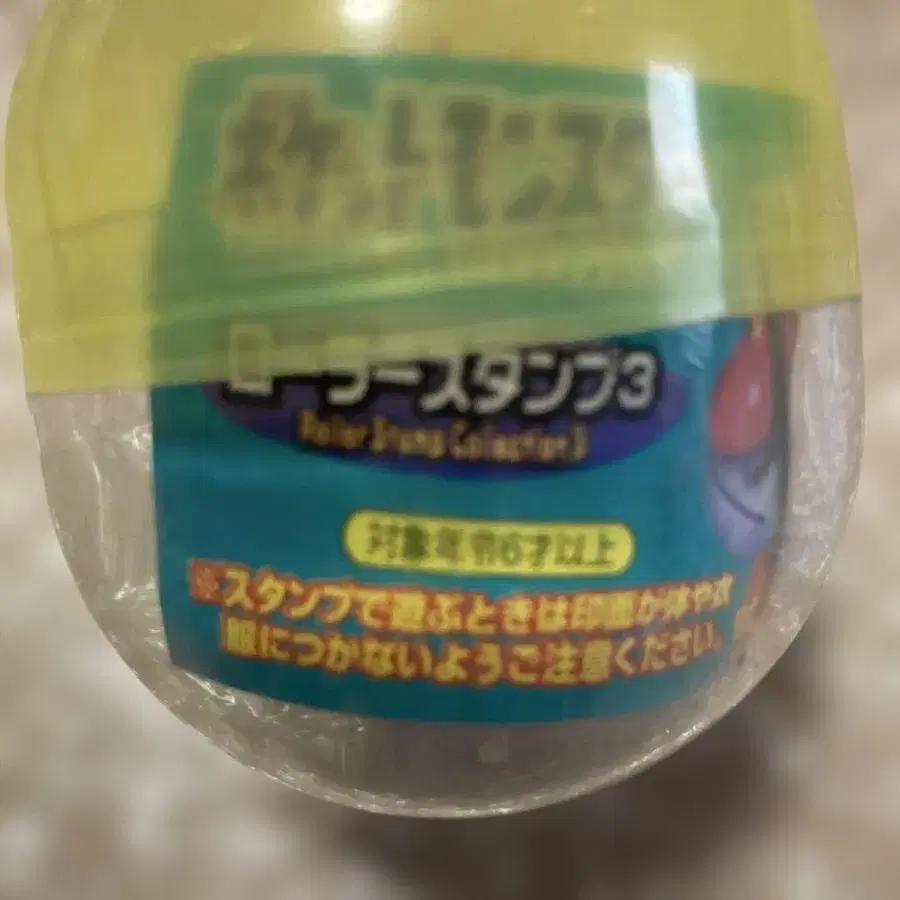 ポケットモンスター
ローラースタンプ3
Roller Stamp Collection 3
対象年令6才以上
※スタンプで遊ぶときは印面が体や衣
服につかないようご注意ください。